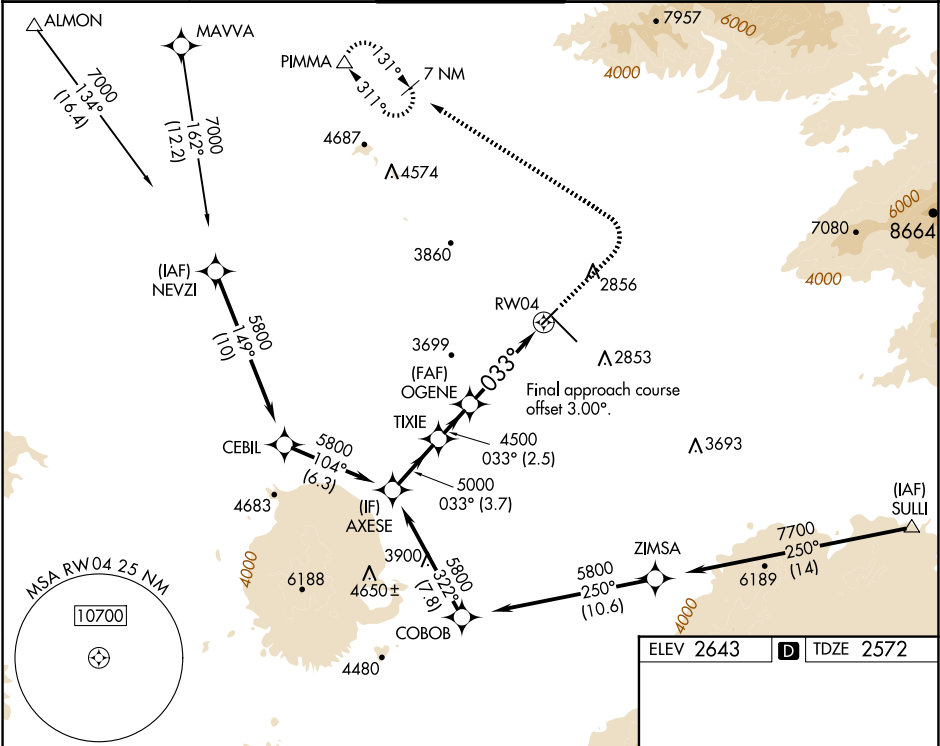 ALMON
MAVVA
7000
134°
(16.4)
7000
162°
(12.2)
PIMMA
131°
311°
7 NM
7957
6000
4000
4687
4574
3860
6000
7080
8664
4000
(IAF)
NEVZI
2856
RW04
5800
149°
(10)
3699
2853
(FAF)
OGENE
033°
Final approach course
offset 3.00°.
TIXIE
4500
033° (2.5)
3693
CEBIL
5800
104°
(6.3)
5000
033° (3.7)
4683
(IF)
AXESE
(IAF)
SULLI
7700
250°
(14)
ZIMSA
6189
4000
3900
5800
322°
(7.8)
5800
250°
(10.6)
4000
6188
4650±
COBOB
4480
MSA RW04 25 NM
10700
ELEV 2643 D TDZE 2572